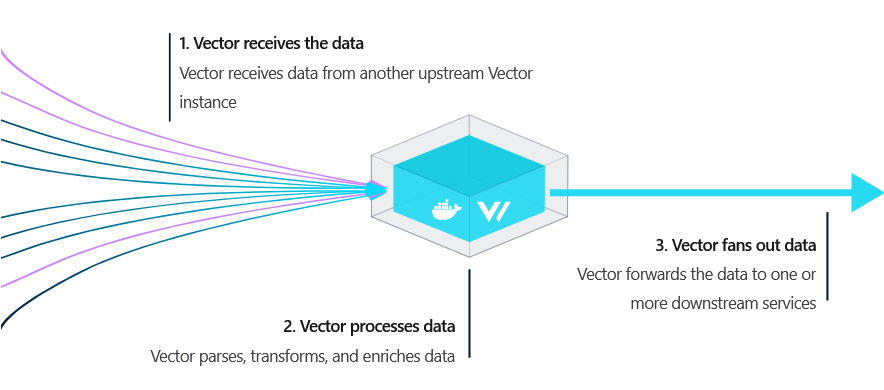 1. Vector receives the data
Vector receives data from another upstream Vector
instance
3. Vector fans out data
Vector forwards the data to one or
more downstream services
2. Vector processes data
Vector parses, transforms, and enriches data